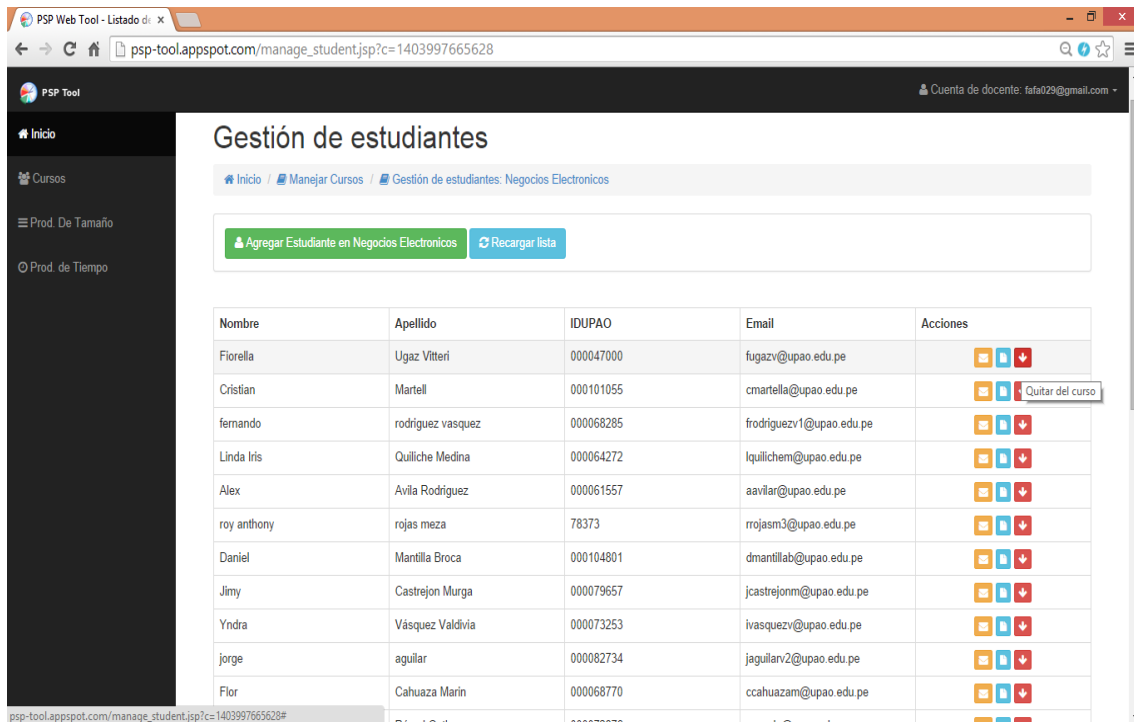 PSP Web Tool - Listado de
psp-tool.appspot.com/manage_student.jsp?c=1403997665628
PSP Tool
Cuenta de docente: fafa029@gmail.com
Inicio
Cursos
Prod. De Tamaño
Prod. de Tiempo
Gestión de estudiantes
Inicio / Manejar Cursos / Gestión de estudiantes: Negocios Electronicos
Agregar Estudiante en Negocios Electronicos Recargar lista
Nombre Apellido IDUPAO Email Acciones
Fiorella Ugaz Vitteri 000047000 fugazv@upao.edu.pe
Cristian Martell 000101055 cmartella@upao.edu.pe
Quitar del curso
fernando rodriguez vasquez 000068285 frodriguezv1@upao.edu.pe
Linda Iris Quiliche Medina 000064272 lquilichem@upao.edu.pe
Alex Avila Rodriguez 000061557 aavilar@upao.edu.pe
roy anthony rojas meza 78373 rrojasm3@upao.edu.pe
Daniel Mantilla Broca 000104801 dmantillab@upao.edu.pe
Jimy Castrejon Murga 000079657 jcastrejonm@upao.edu.pe
Yndra Vásquez Valdivia 000073253 ivasquezv@upao.edu.pe
jorge aguilar 000082734 jaguilarv2@upao.edu.pe
Flor Cahuaza Marin 000068770 ccahuazam@upao.edu.pe
psp-tool.appspot.com/manage_student.jsp?c=1403997665628#